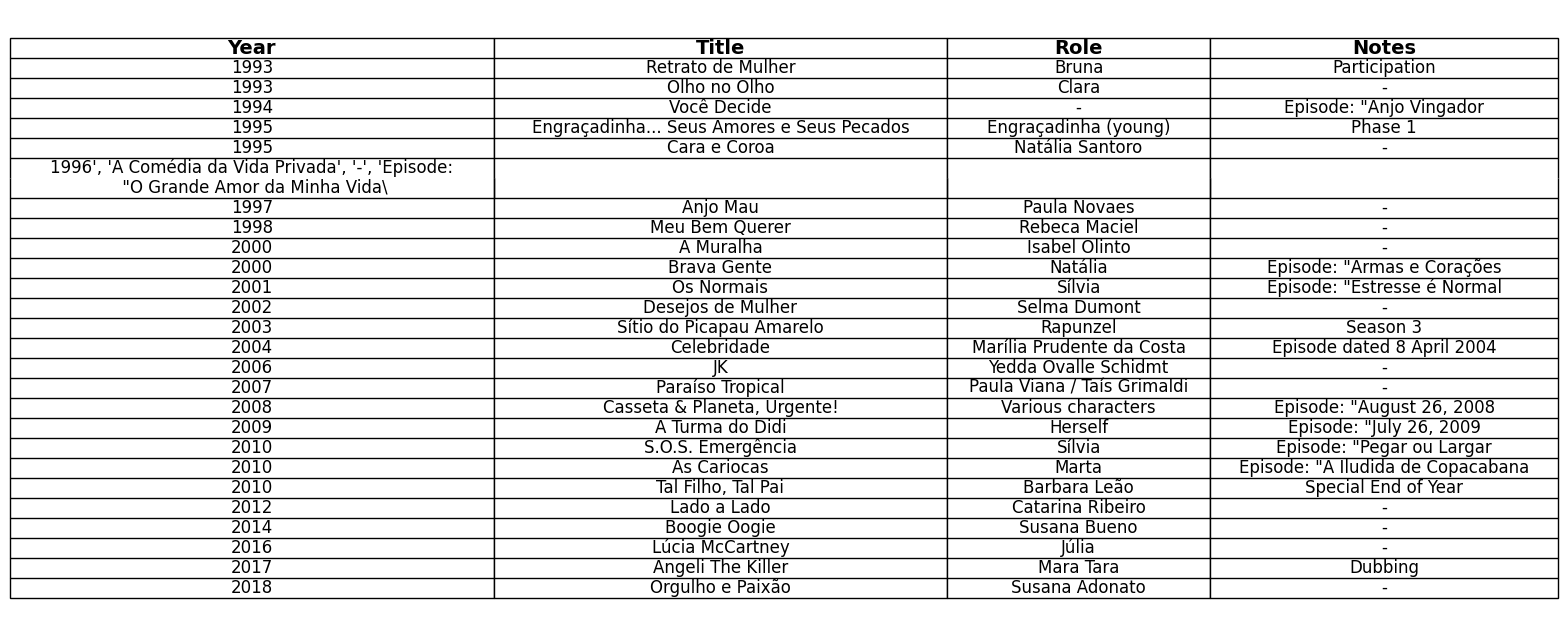 Year Title Role Notes
1993 Retrato de Mulher Bruna Participation
1993 Olho no Olho Clara -
1994 Você Decide - Episode: "Anjo Vingador
1995 Engraçadinha... Seus Amores e Seus Pecados Engraçadinha (young) Phase 1
1995 Cara e Coroa Natália Santoro -
1996', 'A Comédia da Vida Privada', '-', 'Episode:
"O Grande Amor da Minha Vida\
1997 Anjo Mau Paula Novaes -
1998 Meu Bem Querer Rebeca Maciel -
2000 A Muralha Isabel Olinto -
2000 Brava Gente Natália Episode: "Armas e Corações
2001 Os Normais Sílvia Episode: "Estresse é Normal
2002 Desejos de Mulher Selma Dumont -
2003 Sítio do Picapau Amarelo Rapunzel Season 3
2004 Celebridade Marília Prudente da Costa Episode dated 8 April 2004
2006 JK Yedda Ovalle Schidmt -
2007 Paraíso Tropical Paula Viana / Taís Grimaldi -
2008 Casseta & Planeta, Urgente! Various characters Episode: "August 26, 2008
2009 A Turma do Didi Herself Episode: "July 26, 2009
2010 S.O.S. Emergência Sílvia Episode: "Pegar ou Largar
2010 As Cariocas Marta Episode: "A Iludida de Copacabana
2010 Tal Filho, Tal Pai Barbara Leão Special End of Year
2012 Lado a Lado Catarina Ribeiro -
2014 Boogie Oogie Susana Bueno -
2016 Lúcia McCartney Júlia -
2017 Angeli The Killer Mara Tara Dubbing
2018 Orgulho e Paixão Susana Adonato -